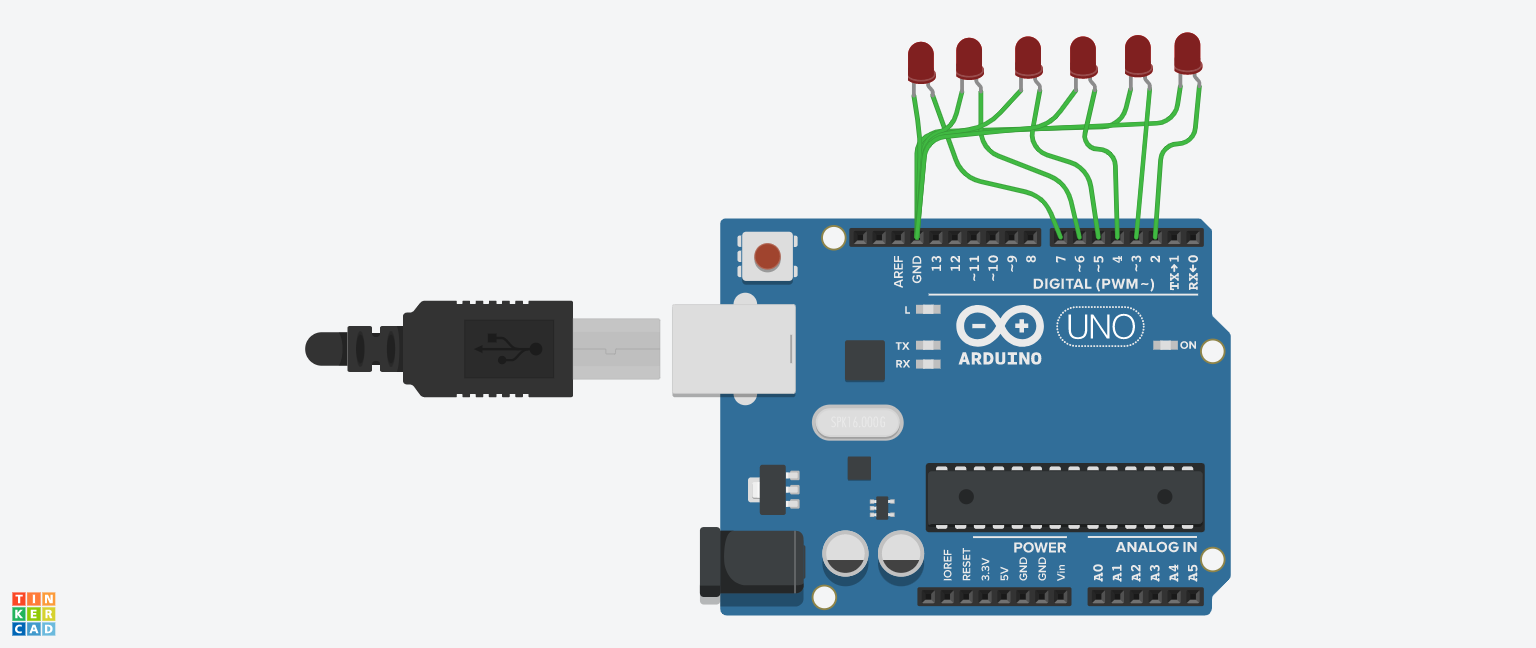 AREF
GND
13
12
~11
~10
~9
8
7
~6
~5
4
~3
2
TX→1
RX←0
DIGITAL (PWM~)
L
TX
RX
ARDUINO
UNO
ON
SPK16.000G
IOREF
RESET
3.3V
5V
GND
GND
Vin
POWER
ANALOG IN
A0
A1
A2
A3
A4
A5
TIN
KER
CAD